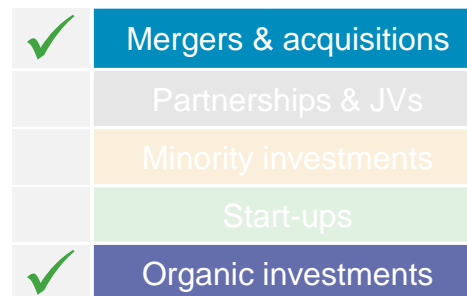 Mergers & acquisitions
Partnerships & JVs
Minority investments
Start-ups
Organic investments